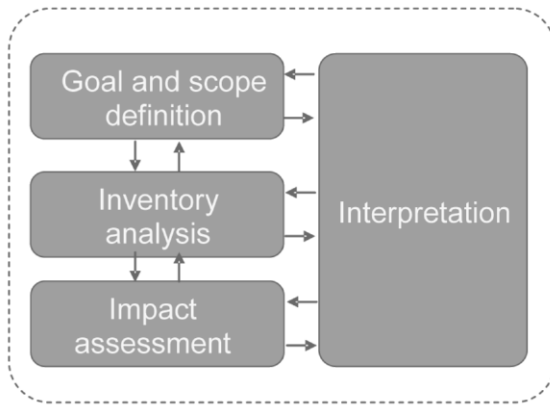 Goal and scope
definition
Inventory
analysis
Interpretation
Impact
assessment